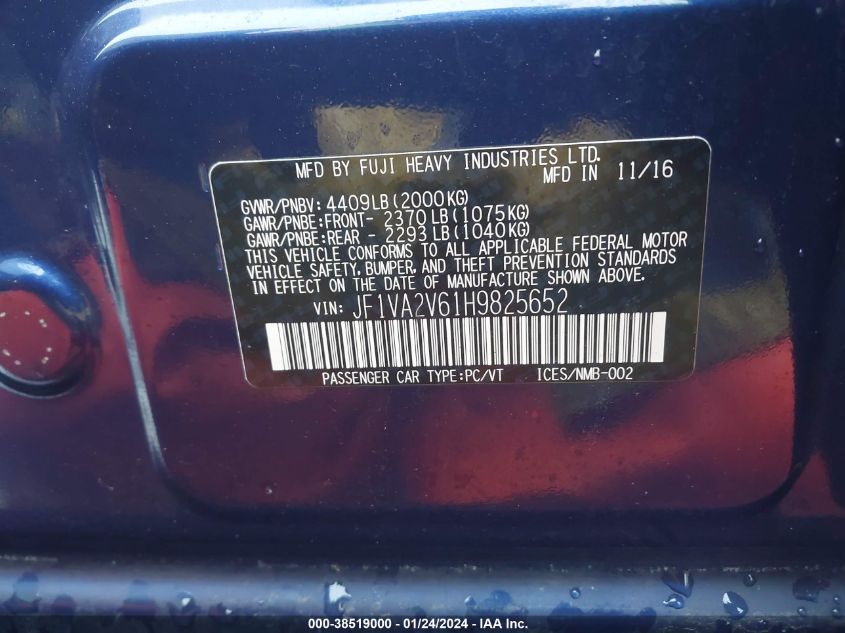 MFD BY FUJI HEAVY INDUSTRIES LTD.
MFD IN 11/16
GVWR/PNBV: 4409LB(2000KG)
GAWR/PNBE:FRONT- 2370 LB(1075KG)
GAWR/PNBE:REAR - 2293 LB(1040KG)
THIS VEHICLE CONFORMS TO ALL APPLICABLE FEDERAL MOTOR
VEHICLE SAFETY, BUMPER, AND THEFT PREVENTION STANDARDS
IN EFFECT ON THE DATE OF MANUFACTURE SHOWN ABOVE.
VIN: JF1VA2V61H9825652
PASSENGER CAR TYPE:PC/VT ICES/NMB-002
000-38519000 - 01/24/2024 - IAA Inc.